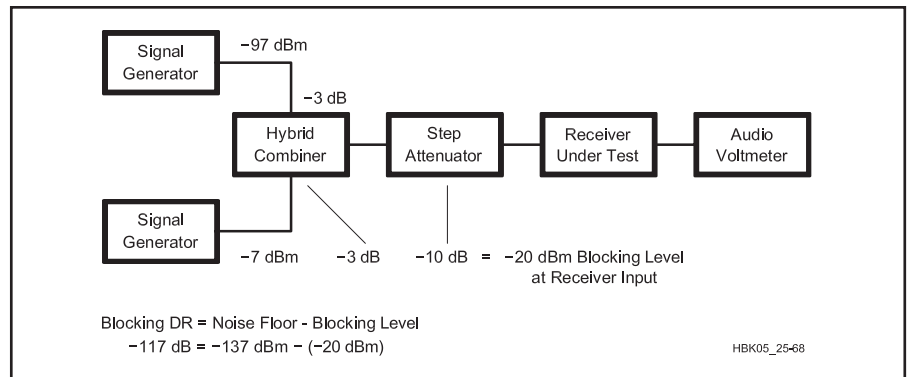 Signal
Generator
−97 dBm
−3 dB
Hybrid
Combiner
Step
Attenuator
Receiver
Under Test
Audio
Voltmeter
Signal
Generator
−7 dBm
−3 dB
−10 dB = −20 dBm Blocking Level
at Receiver Input
Blocking DR = Noise Floor - Blocking Level
−117 dB = −137 dBm − (−20 dBm)
HBK05_25-68